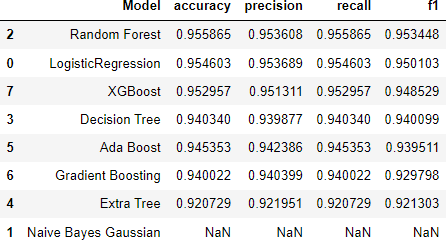 Model accuracy precision recall f1
2 Random Forest 0.955865 0.953608 0.955865 0.953448
0 LogisticRegression 0.954603 0.953689 0.954603 0.950103
7 XGBoost 0.952957 0.951311 0.952957 0.948529
3 Decision Tree 0.940340 0.939877 0.940340 0.940099
5 Ada Boost 0.945353 0.942386 0.945353 0.939511
6 Gradient Boosting 0.940022 0.940399 0.940022 0.929798
4 Extra Tree 0.920729 0.921951 0.920729 0.921303
1 Naive Bayes Gaussian NaN NaN NaN NaN